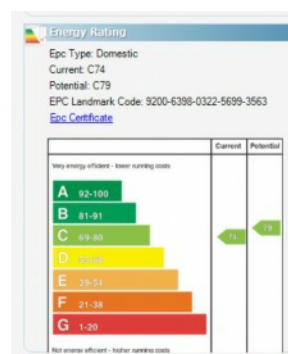 Energy Rating
Epc Type: Domestic
Current: C74
Potential: C79
EPC Landmark Code: 9200-6398-0322-5699-3563
Epc Certificate
Current Potential
Very energy efficient - lower running costs
A 92-100
B 81-91
C 69-80
D
E 39-54
F 21-38
G 1-20
79
Not energy efficient - higher running costs